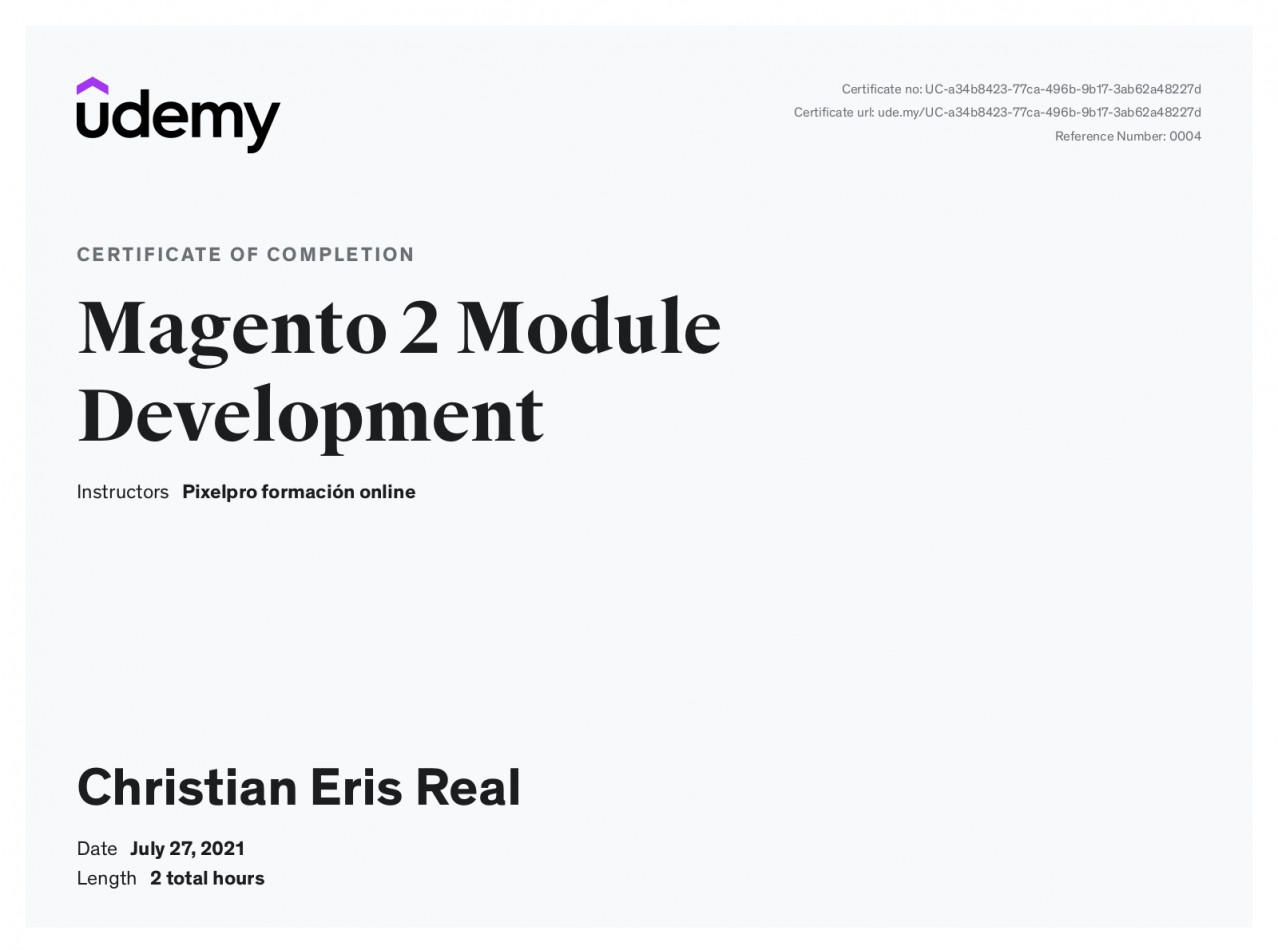 udemy
Certificate no: UC-a34b8423-77ca-496b-9b17-3ab62a48227d
Certificate url: ude.my/UC-a34b8423-77ca-496b-9b17-3ab62a48227d
Reference Number: 0004
CERTIFICATE OF COMPLETION
Magento 2 Module
Development
Instructors Pixelpro formación online
Christian Eris Real
Date July 27, 2021
Length 2 total hours